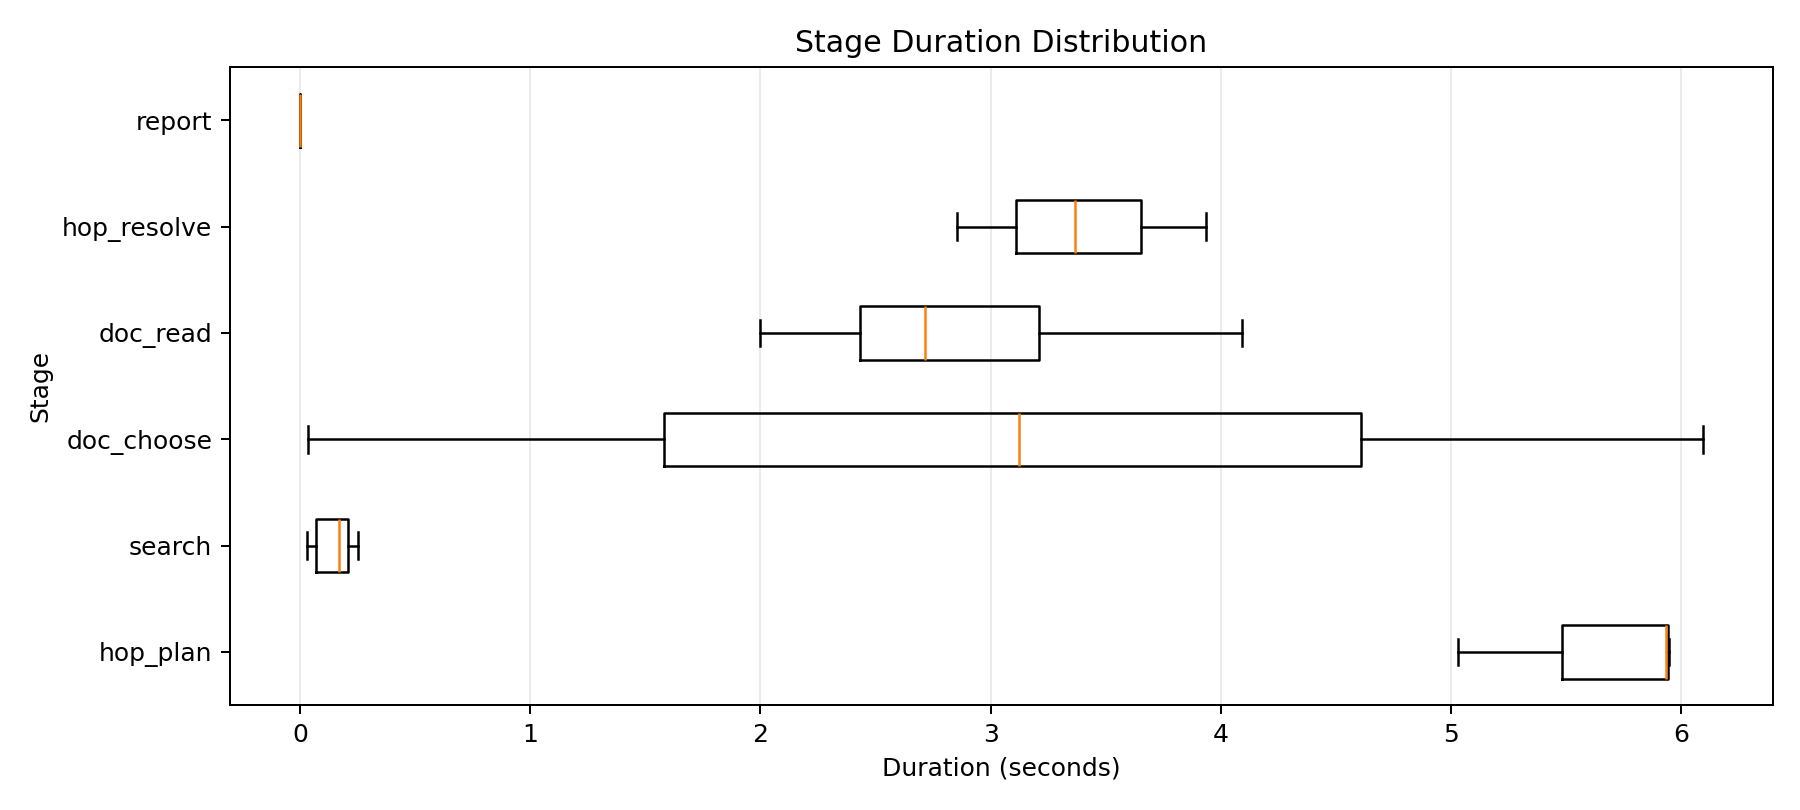 Stage Duration Distribution
Stage
report
hop_resolve
doc_read
doc_choose
search
hop_plan
0 1 2 3 4 5 6
Duration (seconds)